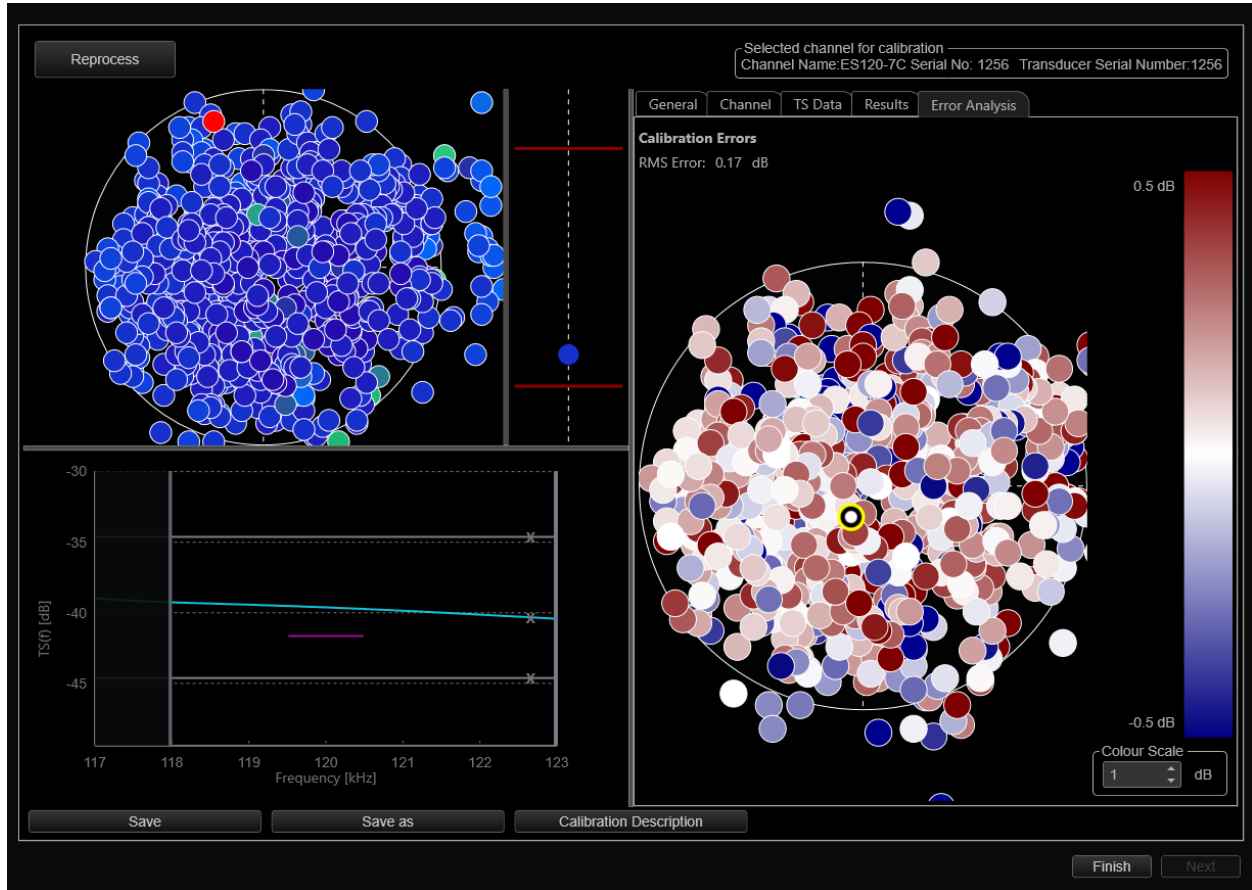 Reprocess
Selected channel for calibration
Channel Name:ES120-7C Serial No: 1256 Transducer Serial Number:1256
General Channel TS Data Results Error Analysis
Calibration Errors
RMS Error: 0.17 dB
0.5 dB
-0.5 dB
Colour Scale
1 dB
-30
-35
-40
-45
TS(f) [dB]
x
x
x
117 118 119 120 121 122 123
Frequency [kHz]
Save Save as Calibration Description
Finish Next